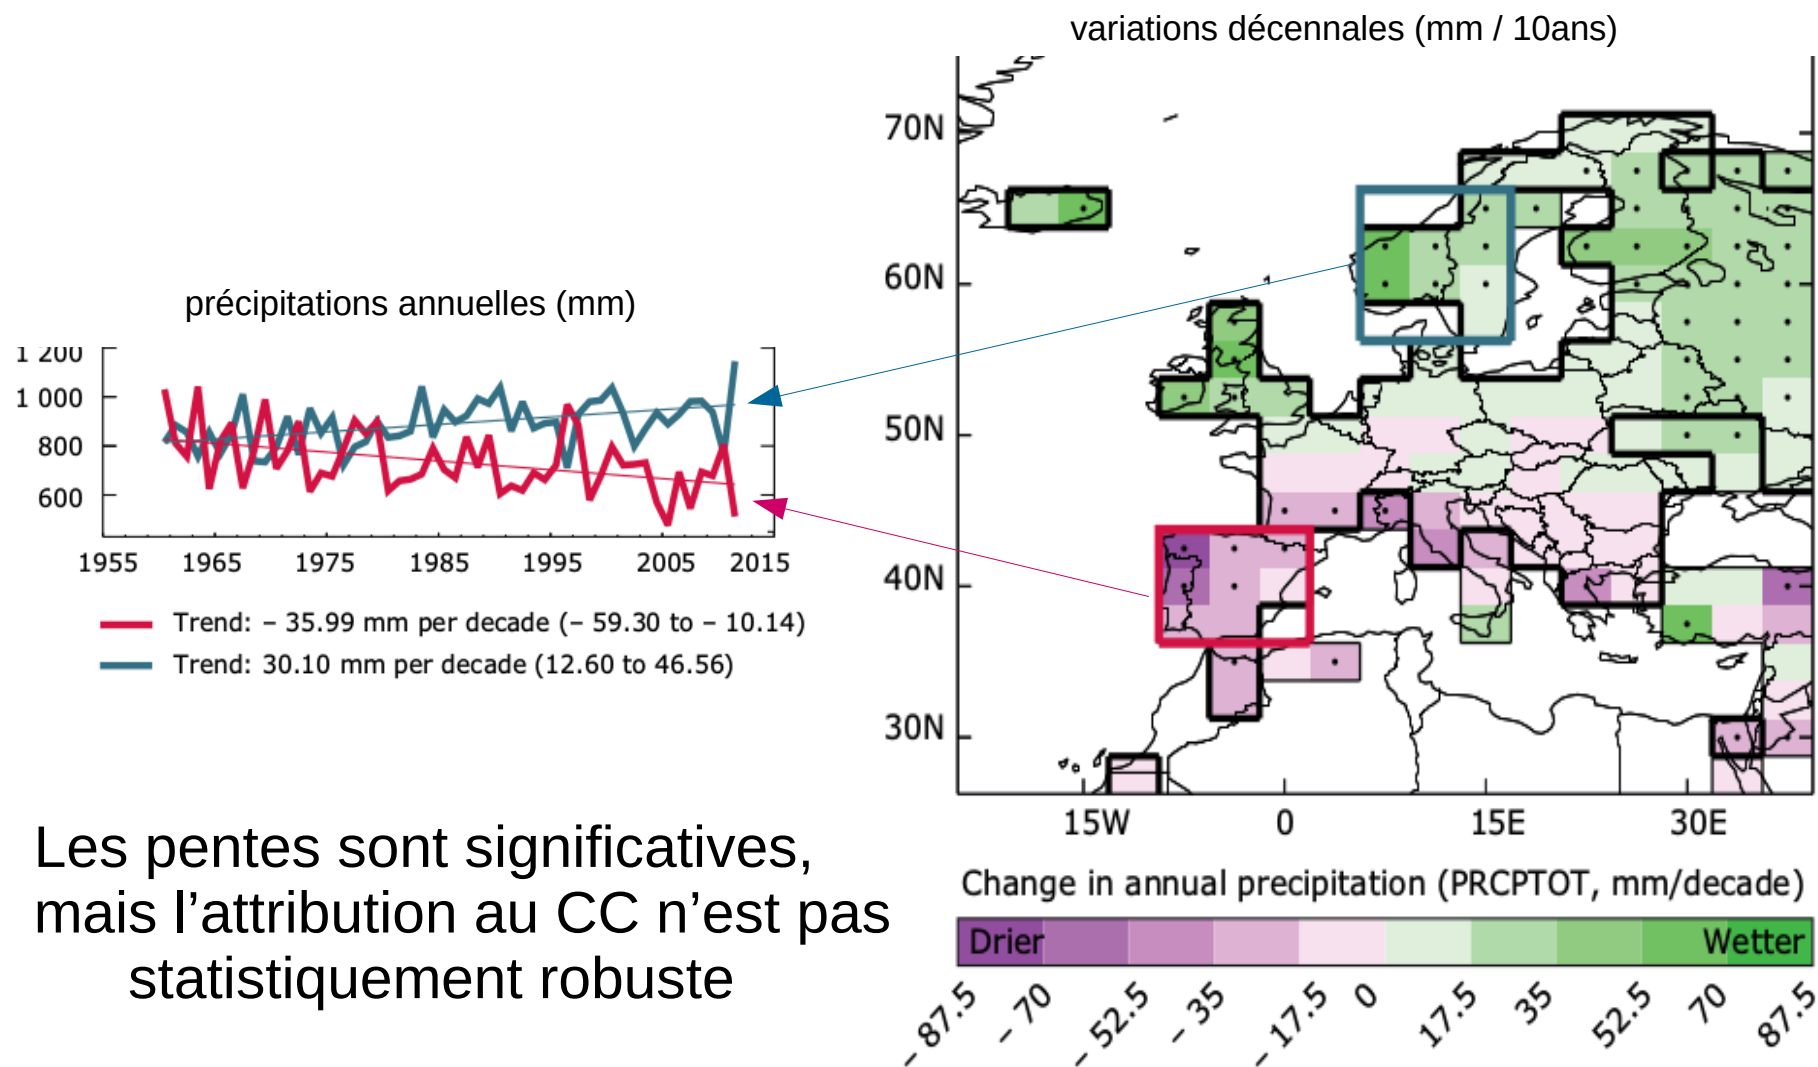 variations décennales (mm / 10ans)
70N
60N
50N
40N
30N
15W 0 15E 30E
précipitations annuelles (mm)
1 200
1 000
800
600
1955 1965 1975 1985 1995 2005 2015
Trend: – 35.99 mm per decade (– 59.30 to – 10.14)
Trend: 30.10 mm per decade (12.60 to 46.56)
Les pentes sont significatives,
mais l’attribution au CC n’est pas
statistiquement robuste
Change in annual precipitation (PRCPTOT, mm/decade)
Drier Wetter
– 87.5 – 70 – 52.5 – 35 – 17.5 0 17.5 35 52.5 70 87.5